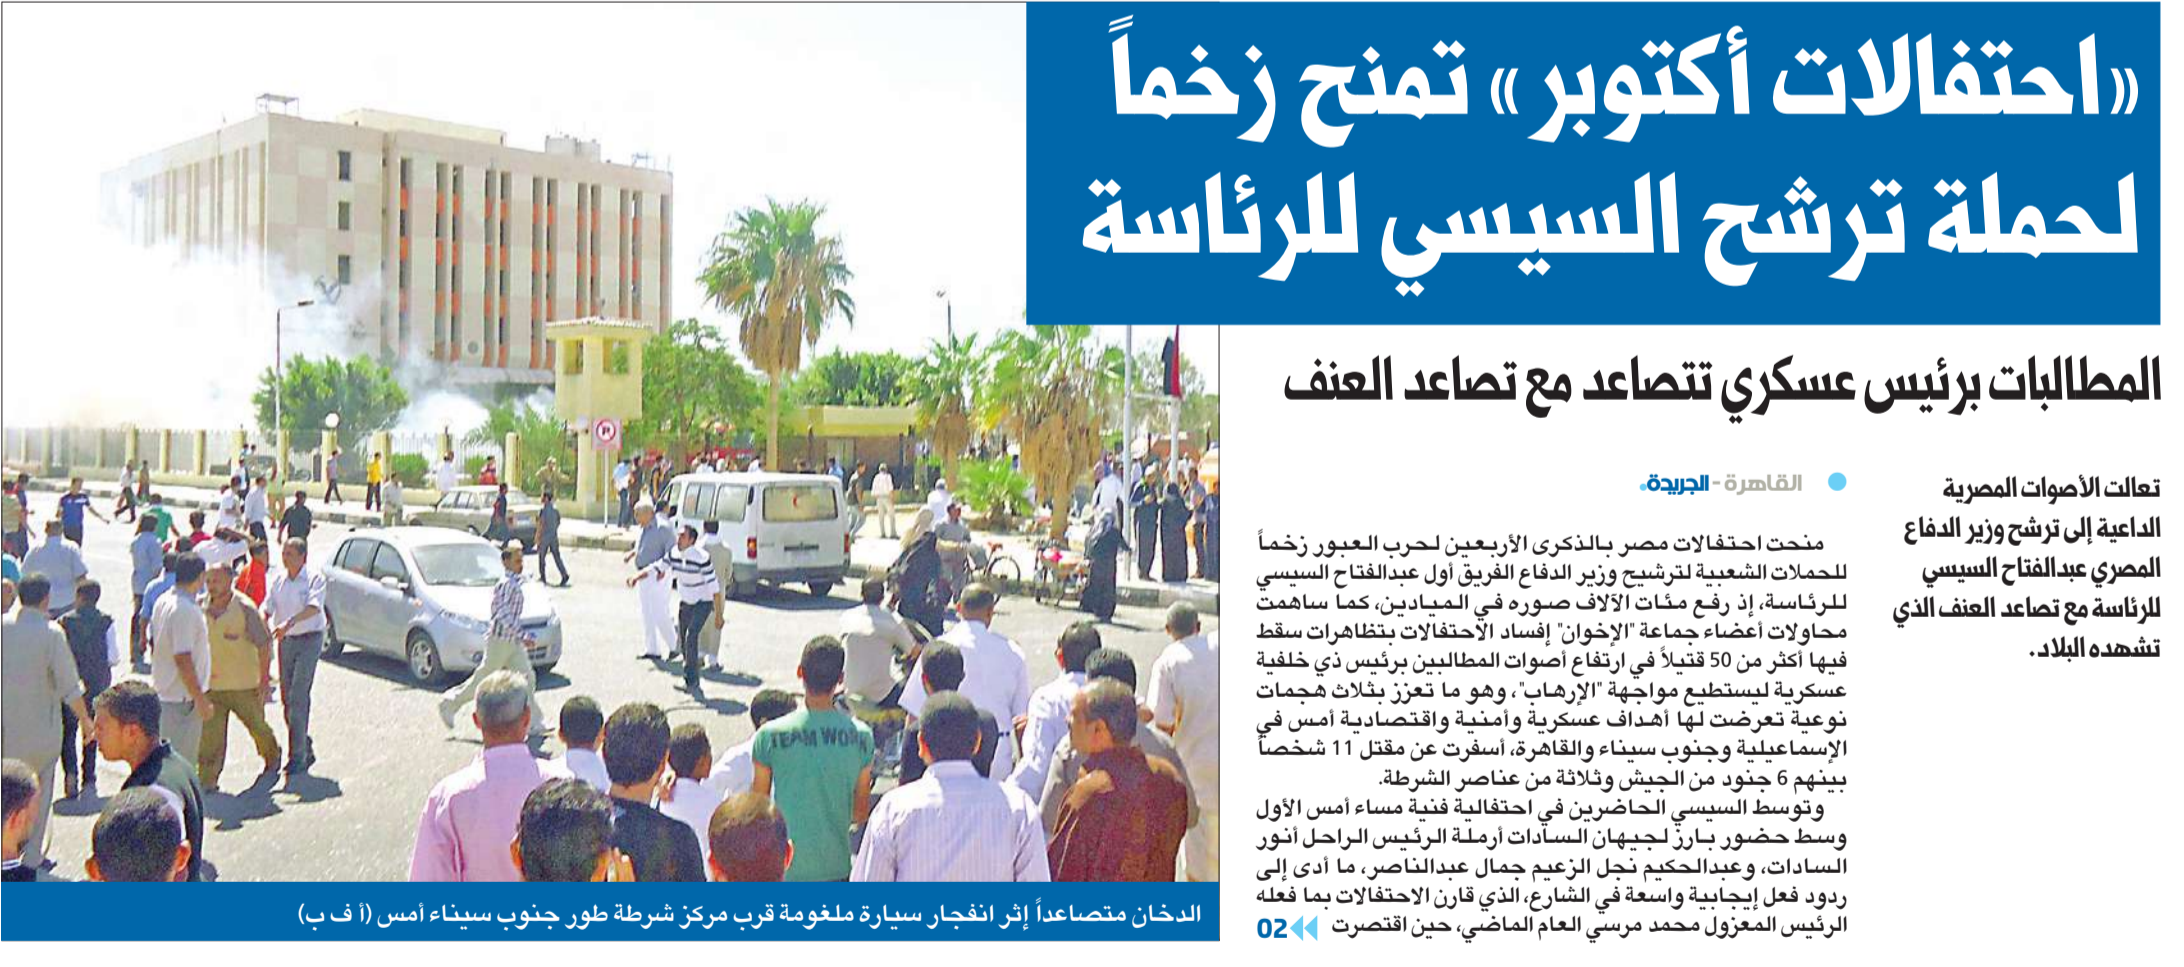 «احتفالات أكتوبر» تمنح زخماً
لحملة ترشح السيسي للرئاسة
المطالبات برئيس عسكري تتصاعد مع تصاعد العنف
تعالت الأصوات المصرية
الداعية إلى ترشح وزير الدفاع
المصري عبدالفتاح السيسي
للرئاسة مع تصاعد العنف الذي
تشهده البلاد.
القاهرة - الجريدة.
منحت احتفالات مصر بالذكرى الأربعين لحرب العبور زخماً
للحملات الشعبية لترشيح وزير الدفاع الفريق أول عبدالفتاح السيسي
للرئاسة، إذ رفع مئات الآلاف صوره في الميادين، كما ساهمت
محاولات أعضاء جماعة "الإخوان" إفساد الاحتفالات بتظاهرات سقط
فيها أكثر من 50 قتيلاً في ارتفاع أصوات المطالبين برئيس ذي خلفية
عسكرية ليستطيع مواجهة "الإرهاب"، وهو ما تعزز بثلاث هجمات
نوعية تعرضت لها أهداف عسكرية وأمنية واقتصادية أمس في
الإسماعيلية وجنوب سيناء والقاهرة، أسفرت عن مقتل 11 شخصاً
بينهم 6 جنود من الجيش وثلاثة من عناصر الشرطة.
وتوسط السيسي الحاضرين في احتفالية فنية مساء أمس الأول
وسط حضور بارز لجيهان السادات أرملة الرئيس الراحل أنور
السادات، وعبدالحكيم نجل الزعيم جمال عبدالناصر، ما أدى إلى
ردود فعل إيجابية واسعة في الشارع، الذي قارن الاحتفالات بما فعله
الرئيس المعزول محمد مرسي العام الماضي، حين اقتصرت 02
TEAM WORK
الدخان متصاعداً إثر انفجار سيارة ملغومة قرب مركز شرطة طور جنوب سيناء أمس (أ ف ب)